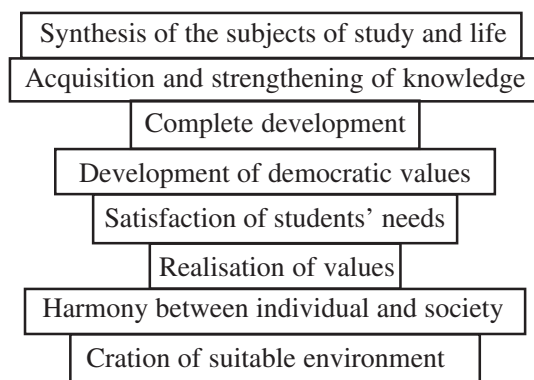 Synthesis of the subjects of study and life
Acquisition and strengthening of knowledge
Complete development
Development of democratic values
Satisfaction of students’ needs
Realisation of values
Harmony between individual and society
Cration of suitable environment